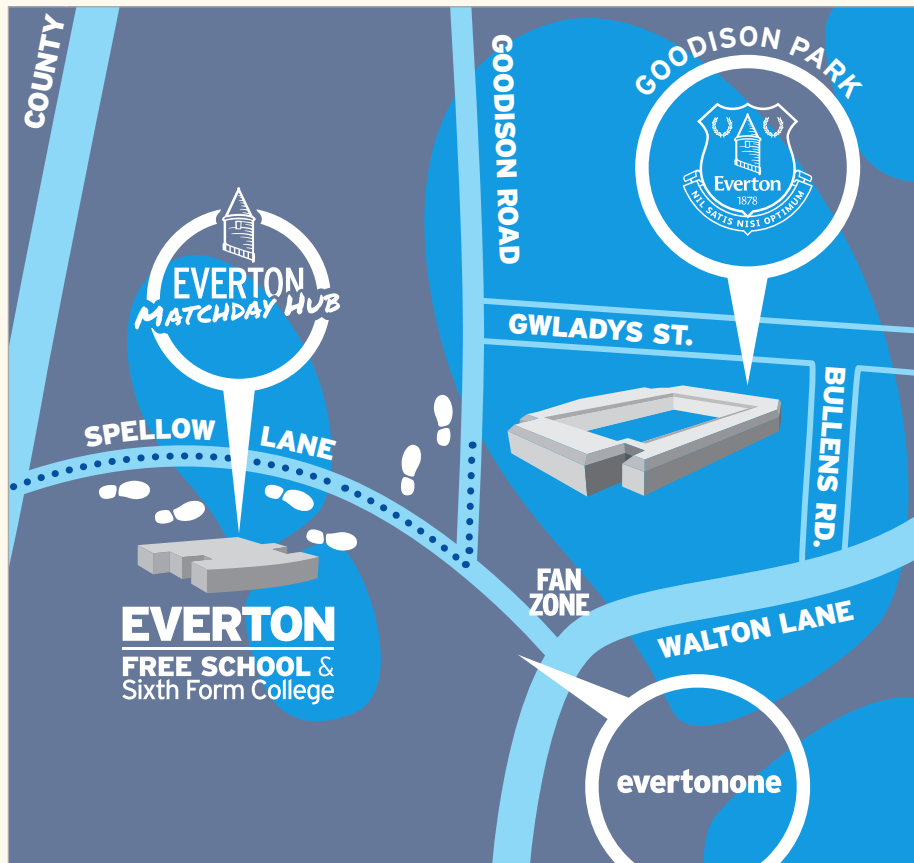 COUNTY
GOODISON ROAD
GOODISON PARK
Everton
1878
NIL SATIS NISI OPTIMUM
EVERTON
MATCHDAY HUB
GWLADYS ST.
BULLENS RD.
SPELLOW LANE
FAN
ZONE
WALTON LANE
EVERTON
FREE SCHOOL &
Sixth Form College
evertonone